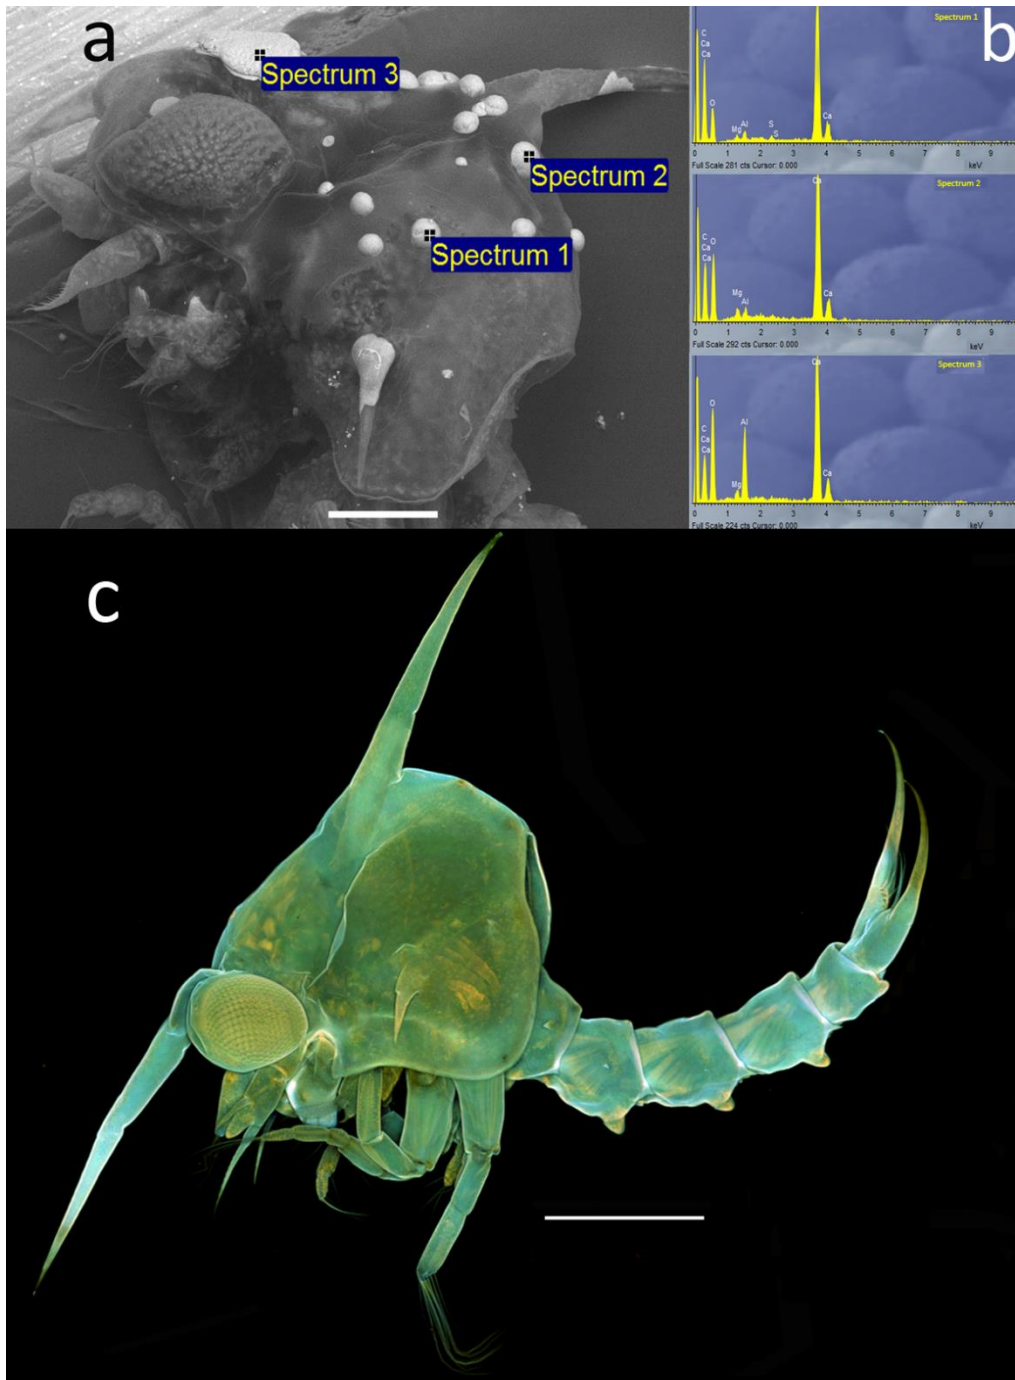 a
Spectrum 3
Spectrum 2
Spectrum 1
b
Spectrum 1
C
Ca
Ca
O
Mg
Al
S
S
Ca
0 1 2 3 4 5 6 7 8 9
Full Scale 281 cts Cursor: 0.000
keV
Spectrum 2
Ca
C
Ca
Ca
O
Mg
Al
Ca
0 1 2 3 4 5 6 7 8 9
Full Scale 292 cts Cursor: 0.000
keV
Spectrum 3
Ca
O
C
Ca
Ca
Al
Mg
Ca
0 1 2 3 4 5 6 7 8 9
Full Scale 224 cts Cursor: 0.000
keV
c